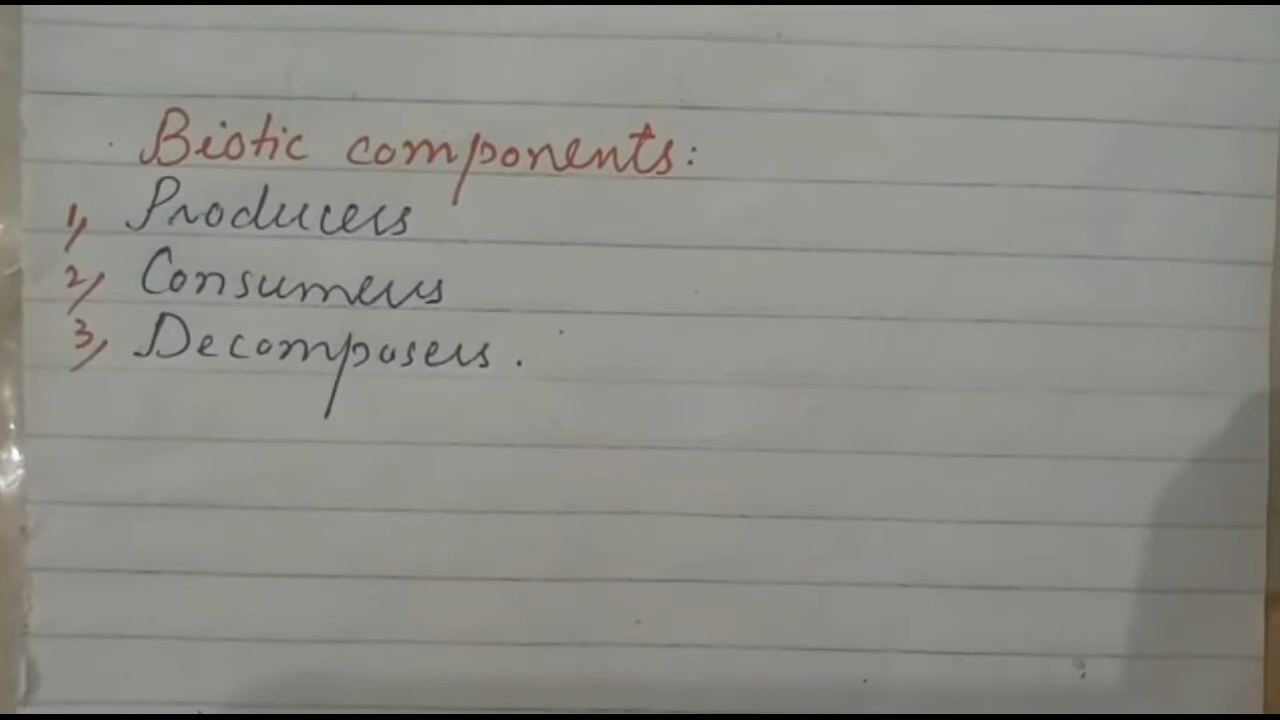 Biotic components:
1, Producers
2, Consumers
3, Decomposers.